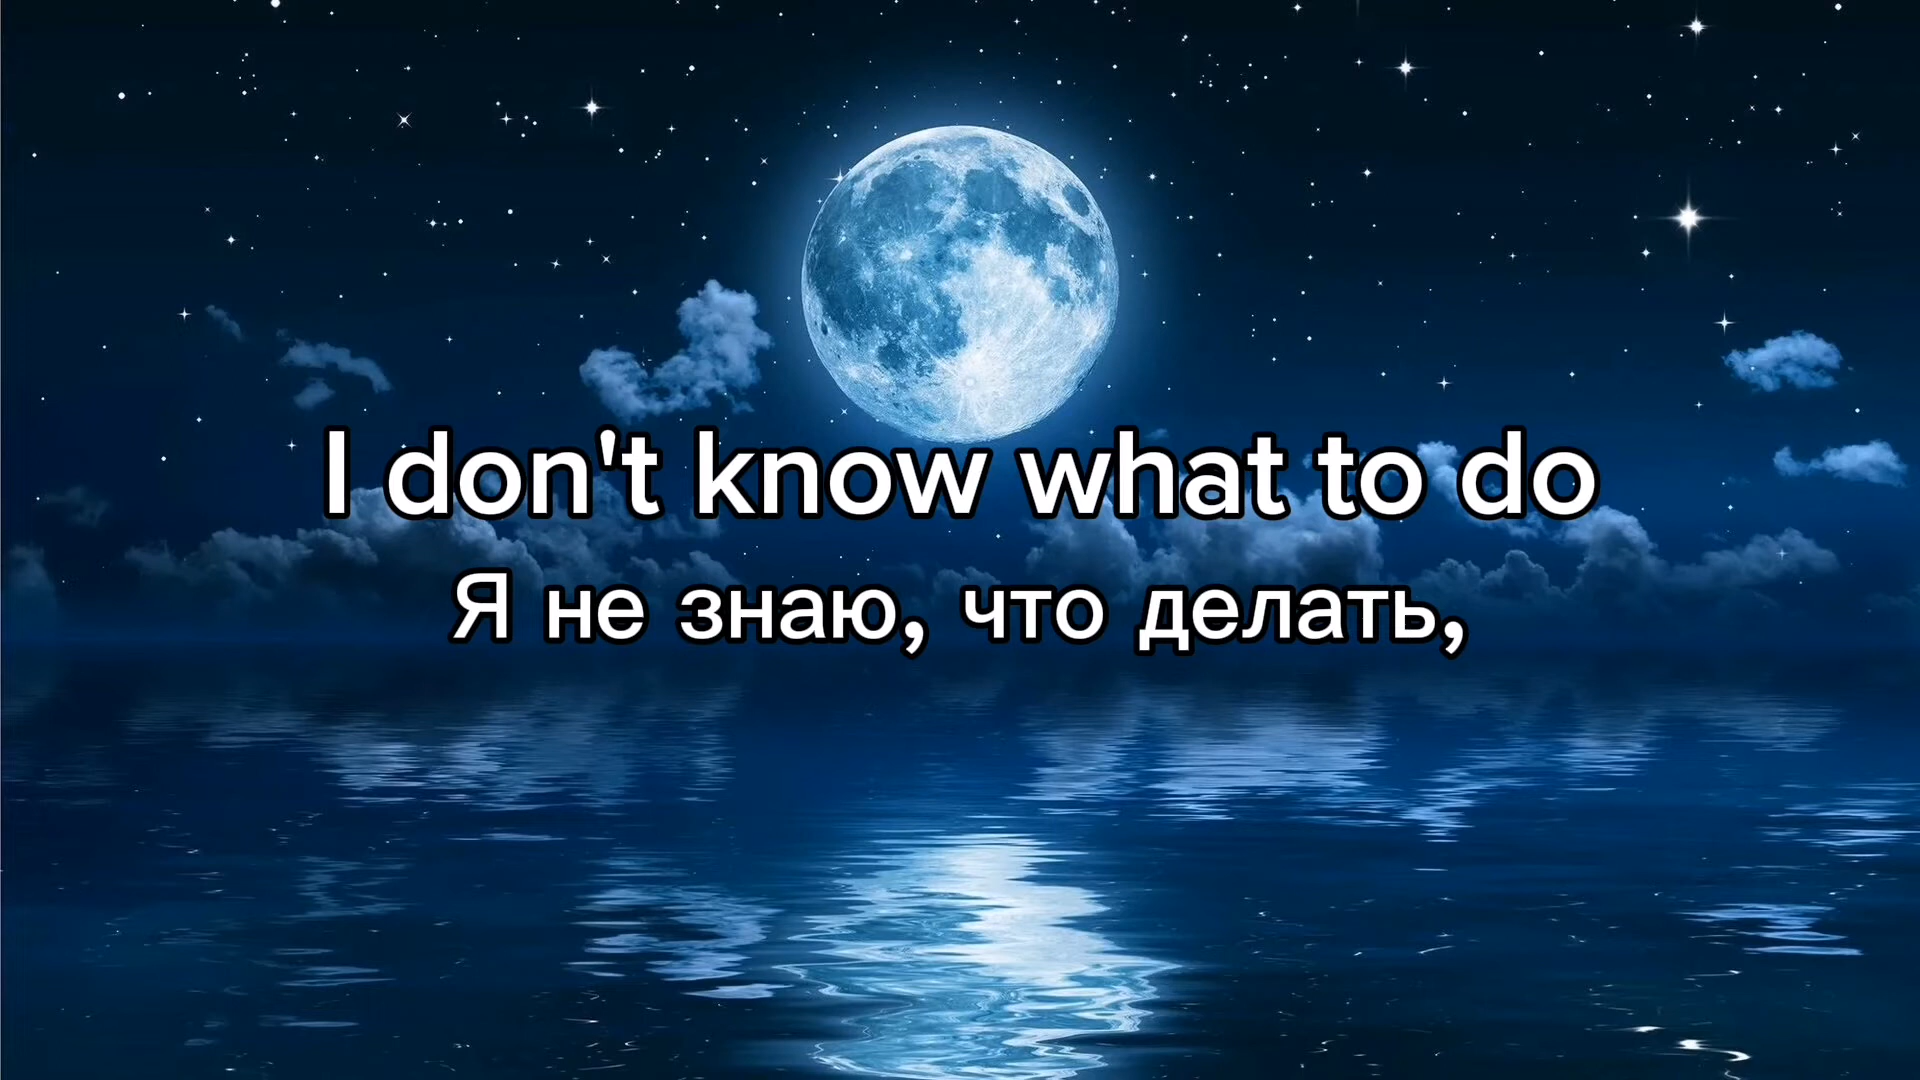 I don't know what to do
Я не знаю, что делать,